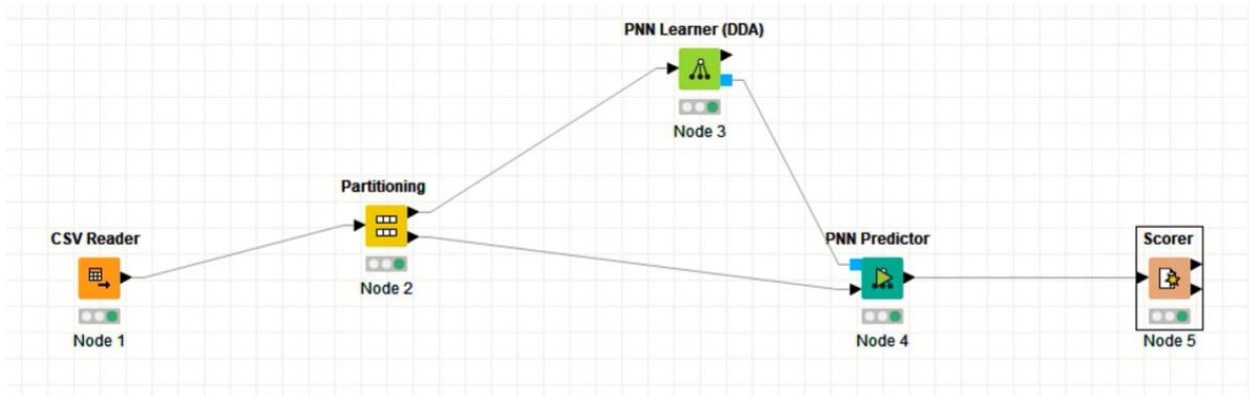 PNN Learner (DDA)
Node 3
Partitioning
Node 2
CSV Reader
Node 1
PNN Predictor
Node 4
Scorer
Node 5